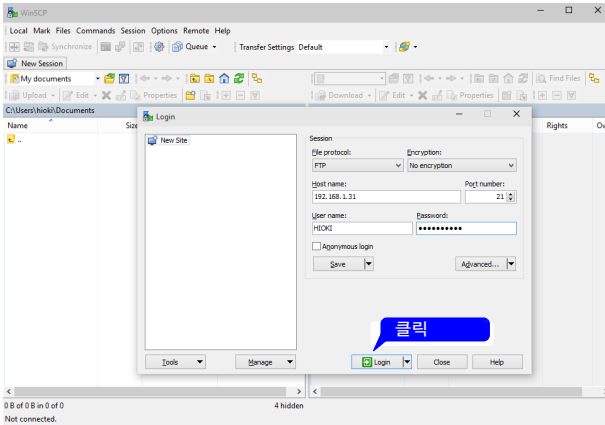 WinSCP
Local Mark Files Commands Session Options Remote Help
Synchronize Queue Transfer Settings Default
New Session
My documents Find Files
Upload Edit Properties Download Edit Properties
C:\Users\hioki\Documents
Name Size Rights Ow
..
Login
New Site
Session
File protocol: Encryption:
FTP No encryption
Host name: Port number:
192.168.1.31 21
User name: Password:
HIOKI ●●●●●●●●●●
Anonymous login
Save Advanced...
클릭
Tools Manage Login Close Help
0 B of 0 B in 0 of 0 4 hidden
Not connected.